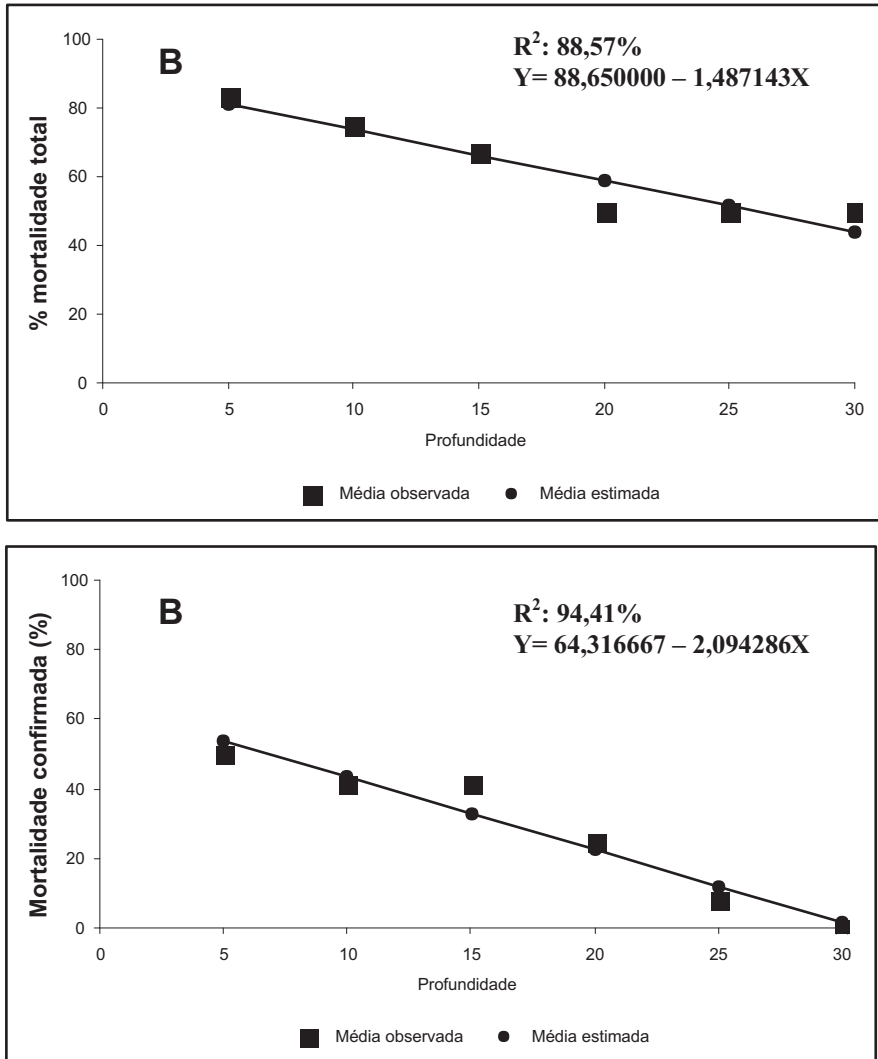 B
R²: 88,57%
Y= 88,650000 – 1,487143X
% mortalidade total
100
80
60
40
20
0
0 5 10 15 20 25 30
Profundidade
Média observada Média estimada
B
R²: 94,41%
Y= 64,316667 – 2,094286X
Mortalidade confirmada (%)
100
80
60
40
20
0
0 5 10 15 20 25 30
Profundidade
Média observada Média estimada